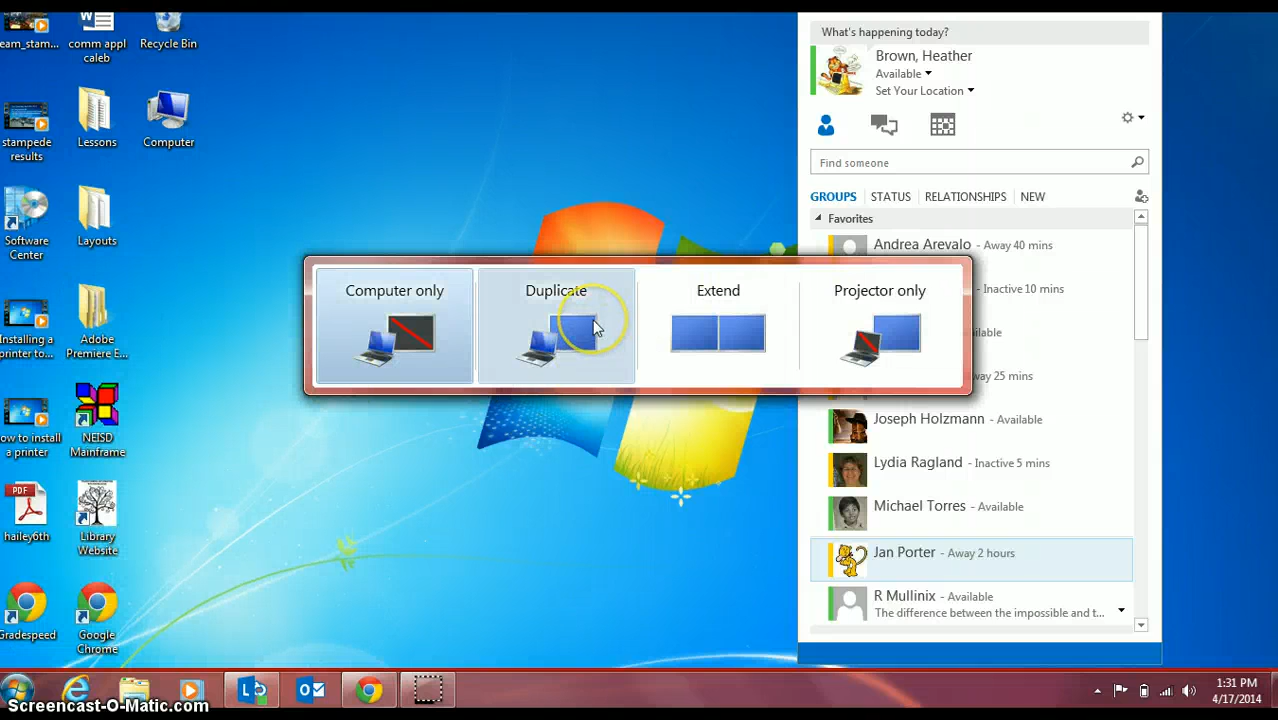 eam_stam...
comm appl
caleb
Recycle Bin
stampede
results
Lessons
Computer
Software
Center
Layouts
Installing a
printer to...
Adobe
Premiere E...
how to install
a printer
NEISD
Mainframe
PDF
hailey6th
Library
Website
Gradespeed
Google
Chrome
Computer only
Duplicate
Extend
Projector only
What's happening today?
Brown, Heather
Available
Set Your Location
Find someone
GROUPS STATUS RELATIONSHIPS NEW
Favorites
Andrea Arevalo - Away 40 mins
Inactive 10 mins
ilable
way 25 mins
Joseph Holzmann - Available
Lydia Ragland - Inactive 5 mins
Michael Torres - Available
Jan Porter - Away 2 hours
R Mullinix - Available
The difference between the impossible and t...
1:31 PM
4/17/2014
Screencast-O-Matic.com